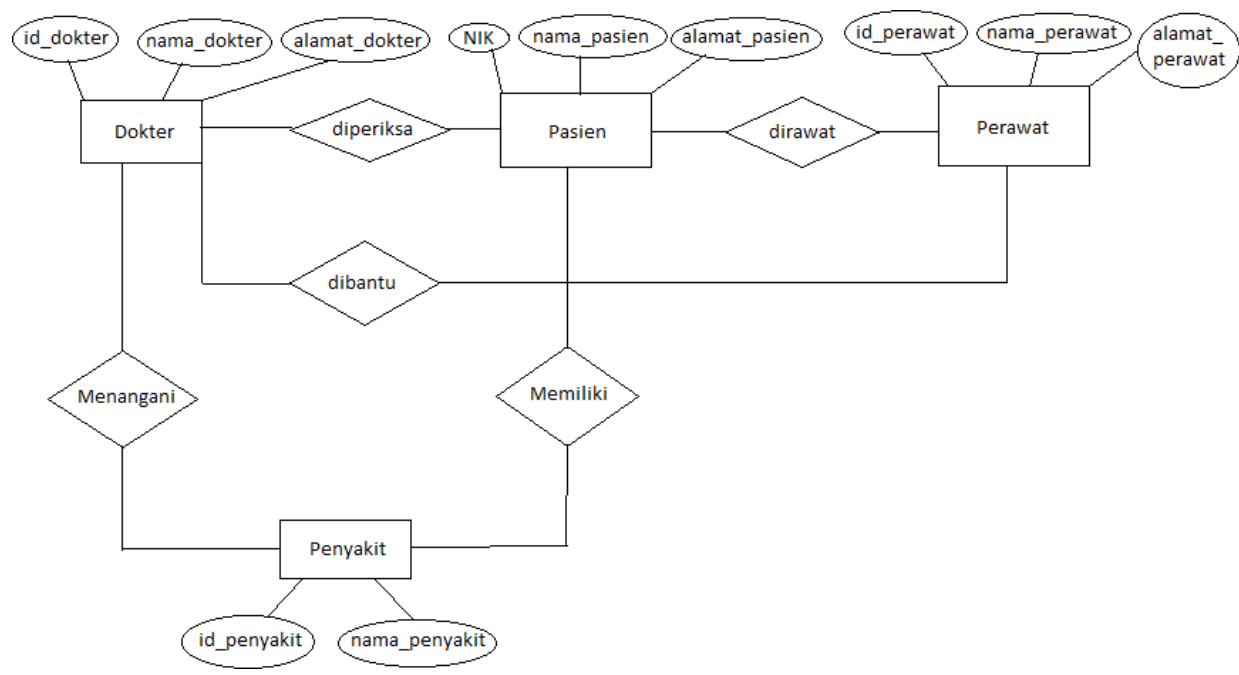 id_dokter
nama_dokter
alamat_dokter
NIK
nama_pasien
alamat_pasien
id_perawat
nama_perawat
alamat_
perawat
Dokter
diperiksa
Pasien
dirawat
Perawat
dibantu
Menangani
Memiliki
Penyakit
id_penyakit
nama_penyakit